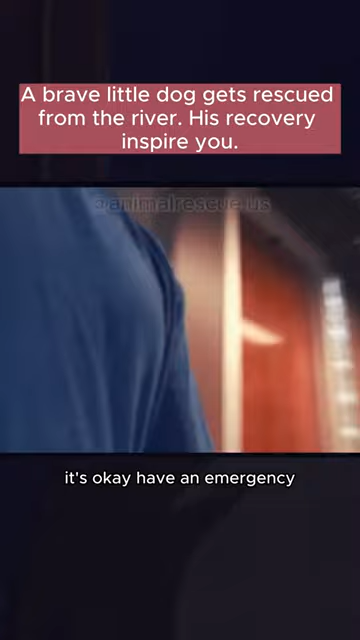 A brave little dog gets rescued
from the river. His recovery
inspire you.
@animalrescue.us
it's okay have an emergency